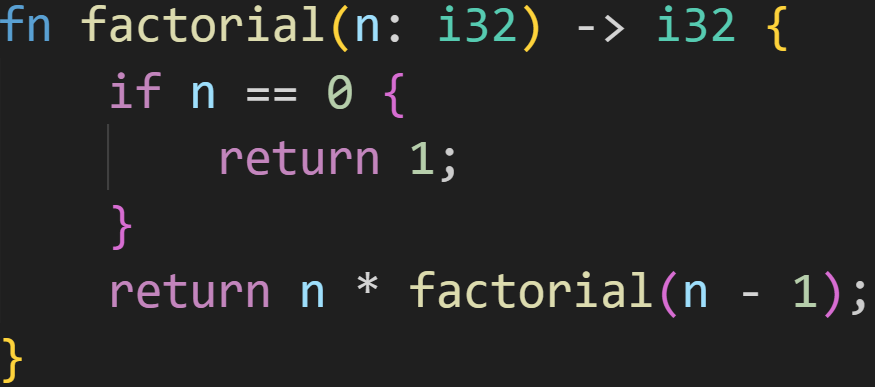 fn factorial(n: i32) -> i32 {
    if n == 0 {
        return 1;
    }
    return n * factorial(n - 1);
}